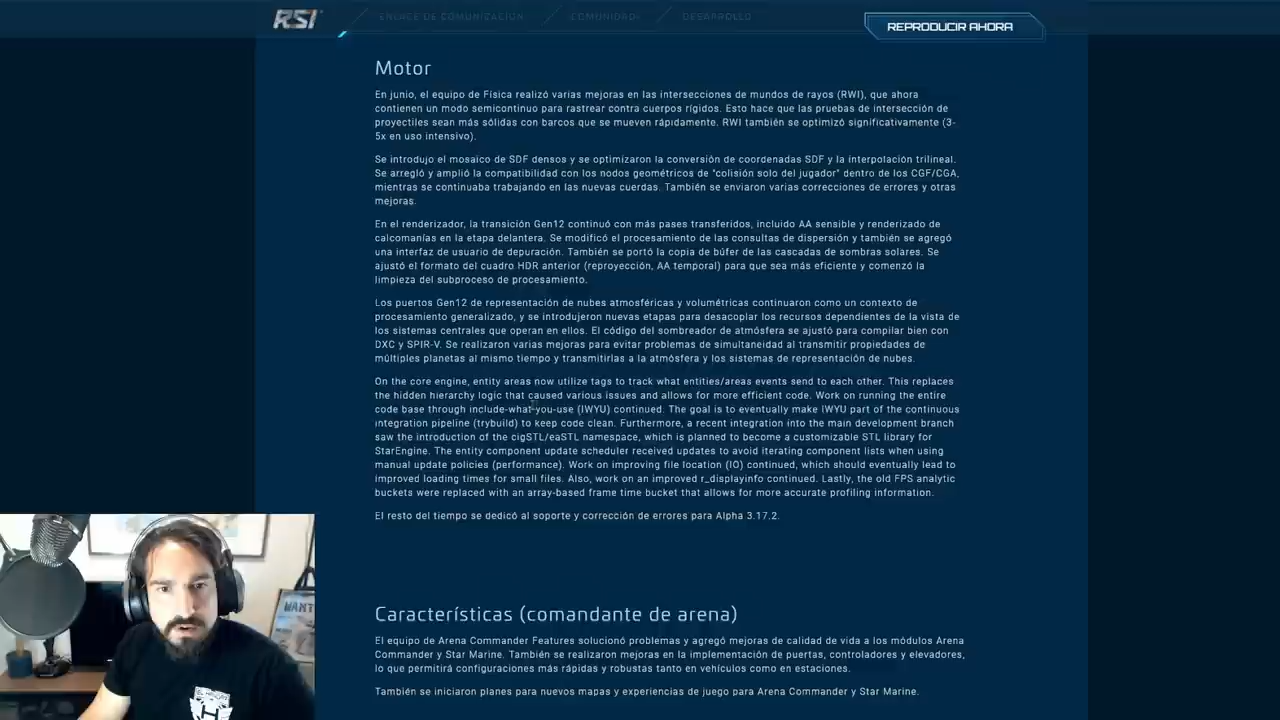 RSI
ENLACE DE COMUNICACIÓN
COMUNIDAD!
DESARROLLO
REPRODUCIR AHORA
Motor
En junio, el equipo de Física realizó varias mejoras en las intersecciones de mundos de rayos (RWI), que ahora
contienen un modo semicontinuo para rastrear contra cuerpos rígidos. Esto hace que las pruebas de intersección de
proyectiles sean más sólidas con barcos que se mueven rápidamente. RWI también se optimizó significativamente (3-
5x en uso intensivo).
Se introdujo el mosaico de SDF densos y se optimizaron la conversión de coordenadas SDF y la interpolación trilineal.
Se arregló y amplió la compatibilidad con los nodos geométricos de "colisión solo del jugador" dentro de los CGF/CGA,
mientras se continuaba trabajando en las nuevas cuerdas. También se enviaron varias correcciones de errores y otras
mejoras.
En el renderizador, la transición Gen12 continuó con más pases transferidos, incluido AA sensible y renderizado de
calcomanías en la etapa delantera. Se modificó el procesamiento de las consultas de dispersión y también se agregó
una interfaz de usuario de depuración. También se portó la copia de búfer de las cascadas de sombras solares. Se
ajustó el formato del cuadro HDR anterior (reproyección, AA temporal) para que sea más eficiente y comenzó la
limpieza del subproceso de procesamiento.
Los puertos Gen12 de representación de nubes atmosféricas y volumétricas continuaron como un contexto de
procesamiento generalizado, y se introdujeron nuevas etapas para desacoplar los recursos dependientes de la vista de
los sistemas centrales que operan en ellos. El código del sombreador de atmósfera se ajustó para compilar bien con
DXC y SPIR-V. Se realizaron varias mejoras para evitar problemas de simultaneidad al transmitir propiedades de
múltiples planetas al mismo tiempo y transmitirlas a la atmósfera y los sistemas de representación de nubes.
On the core engine, entity areas now utilize tags to track what entities/areas events send to each other. This replaces
the hidden hierarchy logic that caused various issues and allows for more efficient code. Work on running the entire
code base through include-what-you-use (IWYU) continued. The goal is to eventually make IWYU part of the continuous
integration pipeline (trybuild) to keep code clean. Furthermore, a recent integration into the main development branch
saw the introduction of the cigSTL/eaSTL namespace, which is planned to become a customizable STL library for
StarEngine. The entity component update scheduler received updates to avoid iterating component lists when using
manual update policies (performance). Work on improving file location (IO) continued, which should eventually lead to
improved loading times for small files. Also, work on an improved r_displayinfo continued. Lastly, the old FPS analytic
buckets were replaced with an array-based frame time bucket that allows for more accurate profiling information.
El resto del tiempo se dedicó al soporte y corrección de errores para Alpha 3.17.2.
Características (comandante de arena)
El equipo de Arena Commander Features solucionó problemas y agregó mejoras de calidad de vida a los módulos Arena
Commander y Star Marine. También se realizaron mejoras en la implementación de puertas, controladores y elevadores,
lo que permitirá configuraciones más rápidas y robustas tanto en vehículos como en estaciones.
También se iniciaron planes para nuevos mapas y experiencias de juego para Arena Commander y Star Marine.
WANT